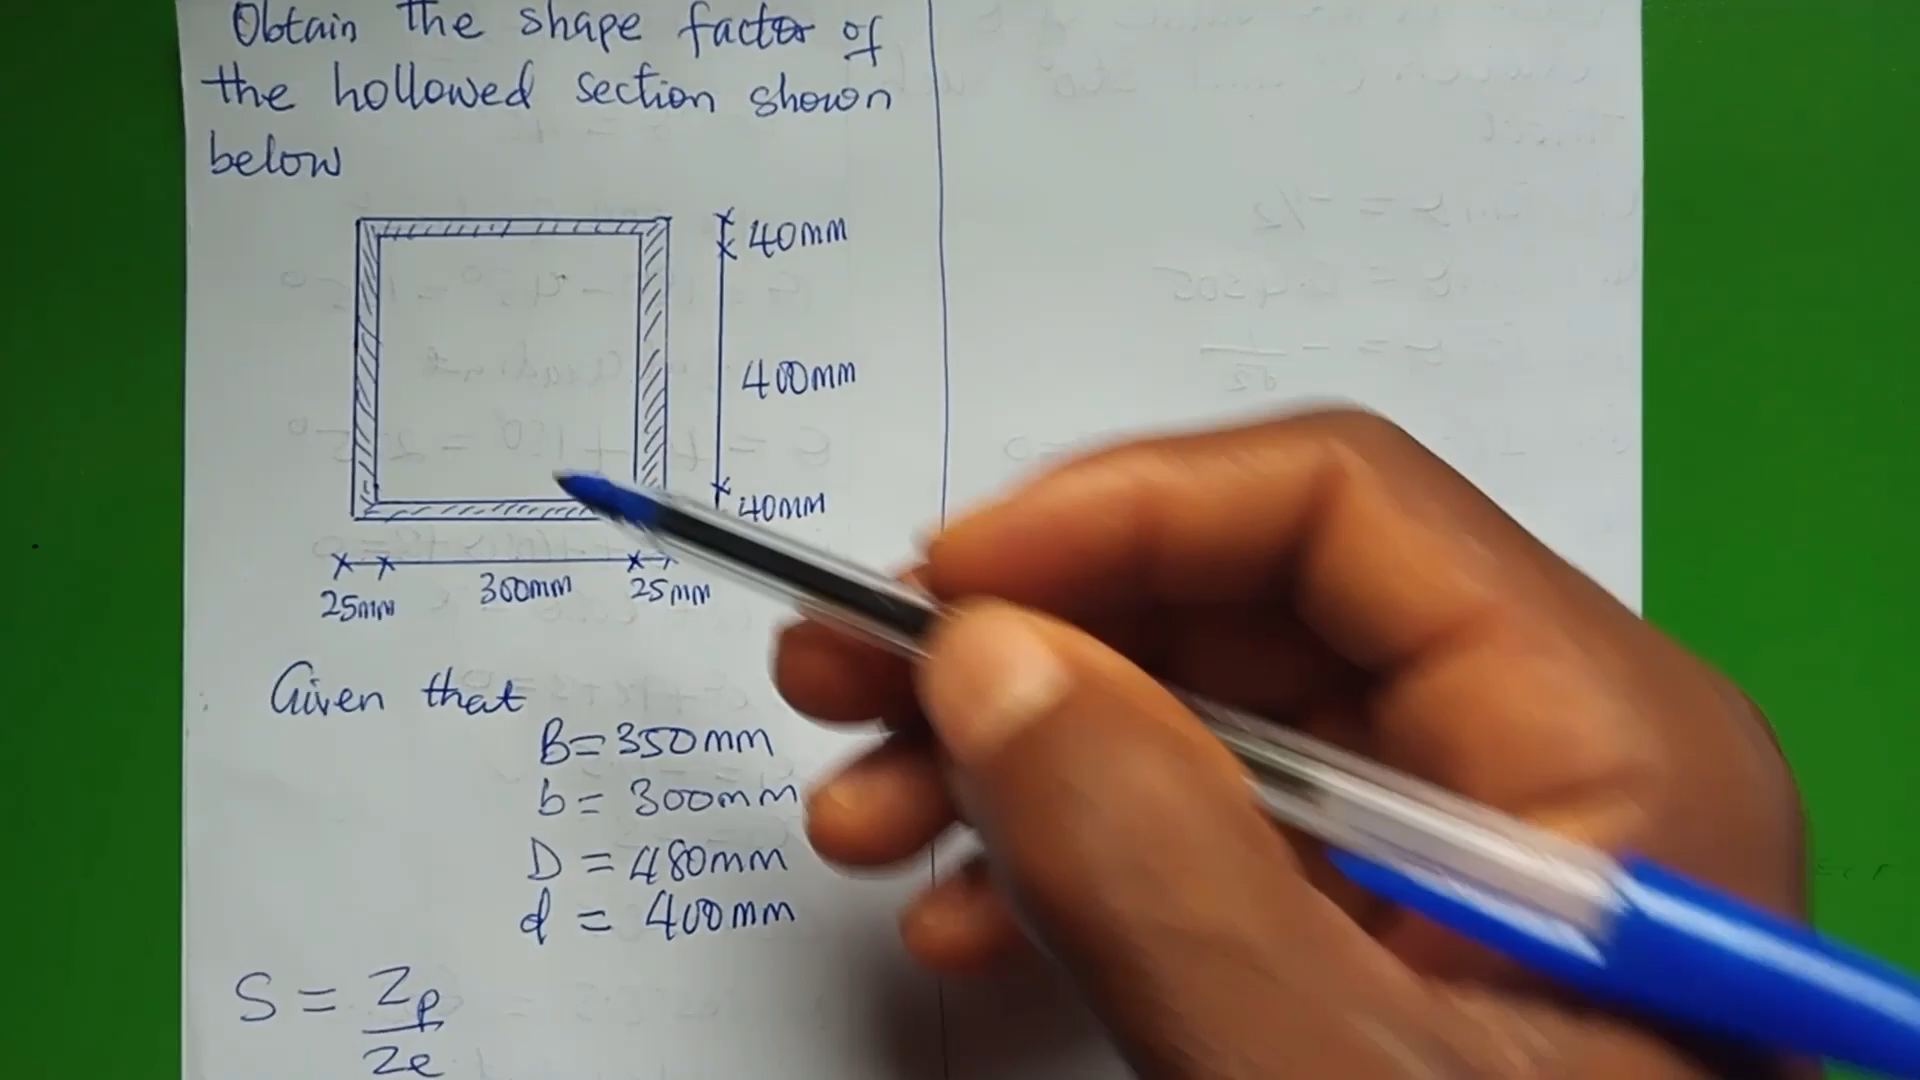 Obtain the shape factor of
the hollowed section shown
below
40mm
400mm
40mm
25mm 300mm 25mm
Given that
B=350mm
b= 300mm
D = 480mm
d = 400mm
S = Zp
Ze